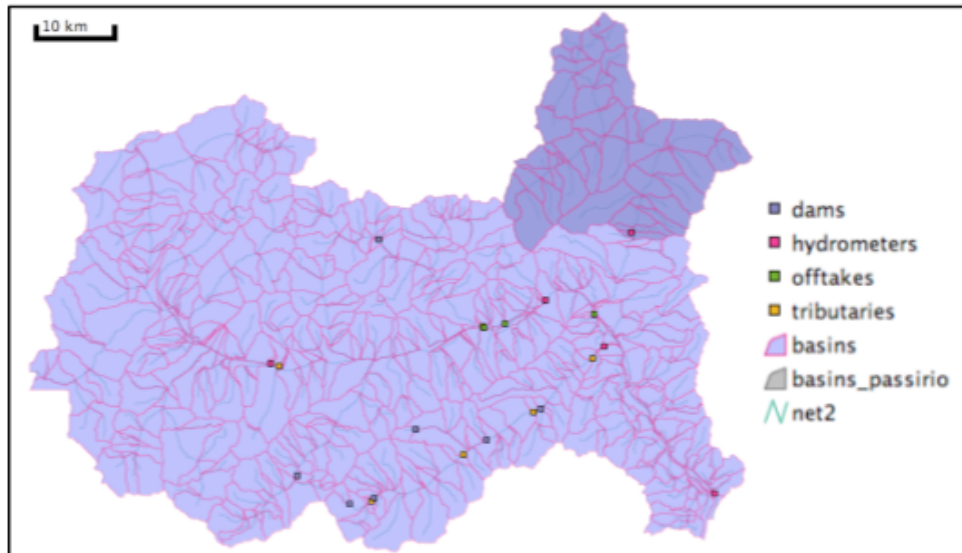 10 km
dams
hydrometers
offtakes
tributaries
basins
basins_passirio
net2